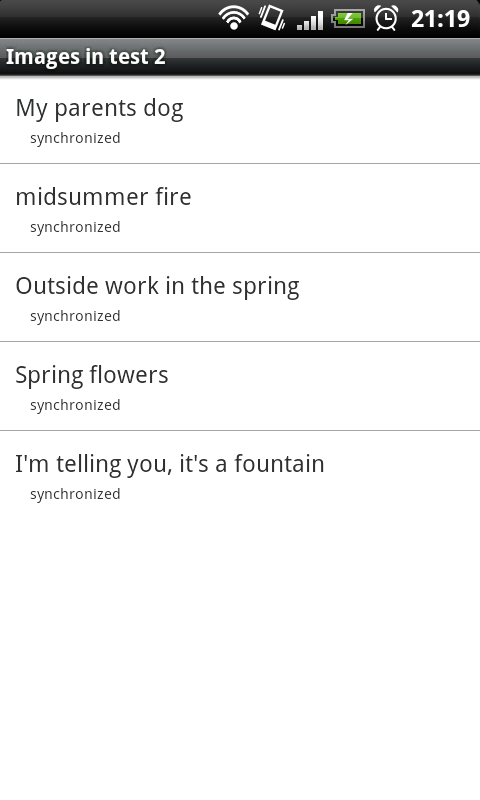 21:19
Images in test 2
My parents dog
synchronized
midsummer fire
synchronized
Outside work in the spring
synchronized
Spring flowers
synchronized
I'm telling you, it's a fountain
synchronized